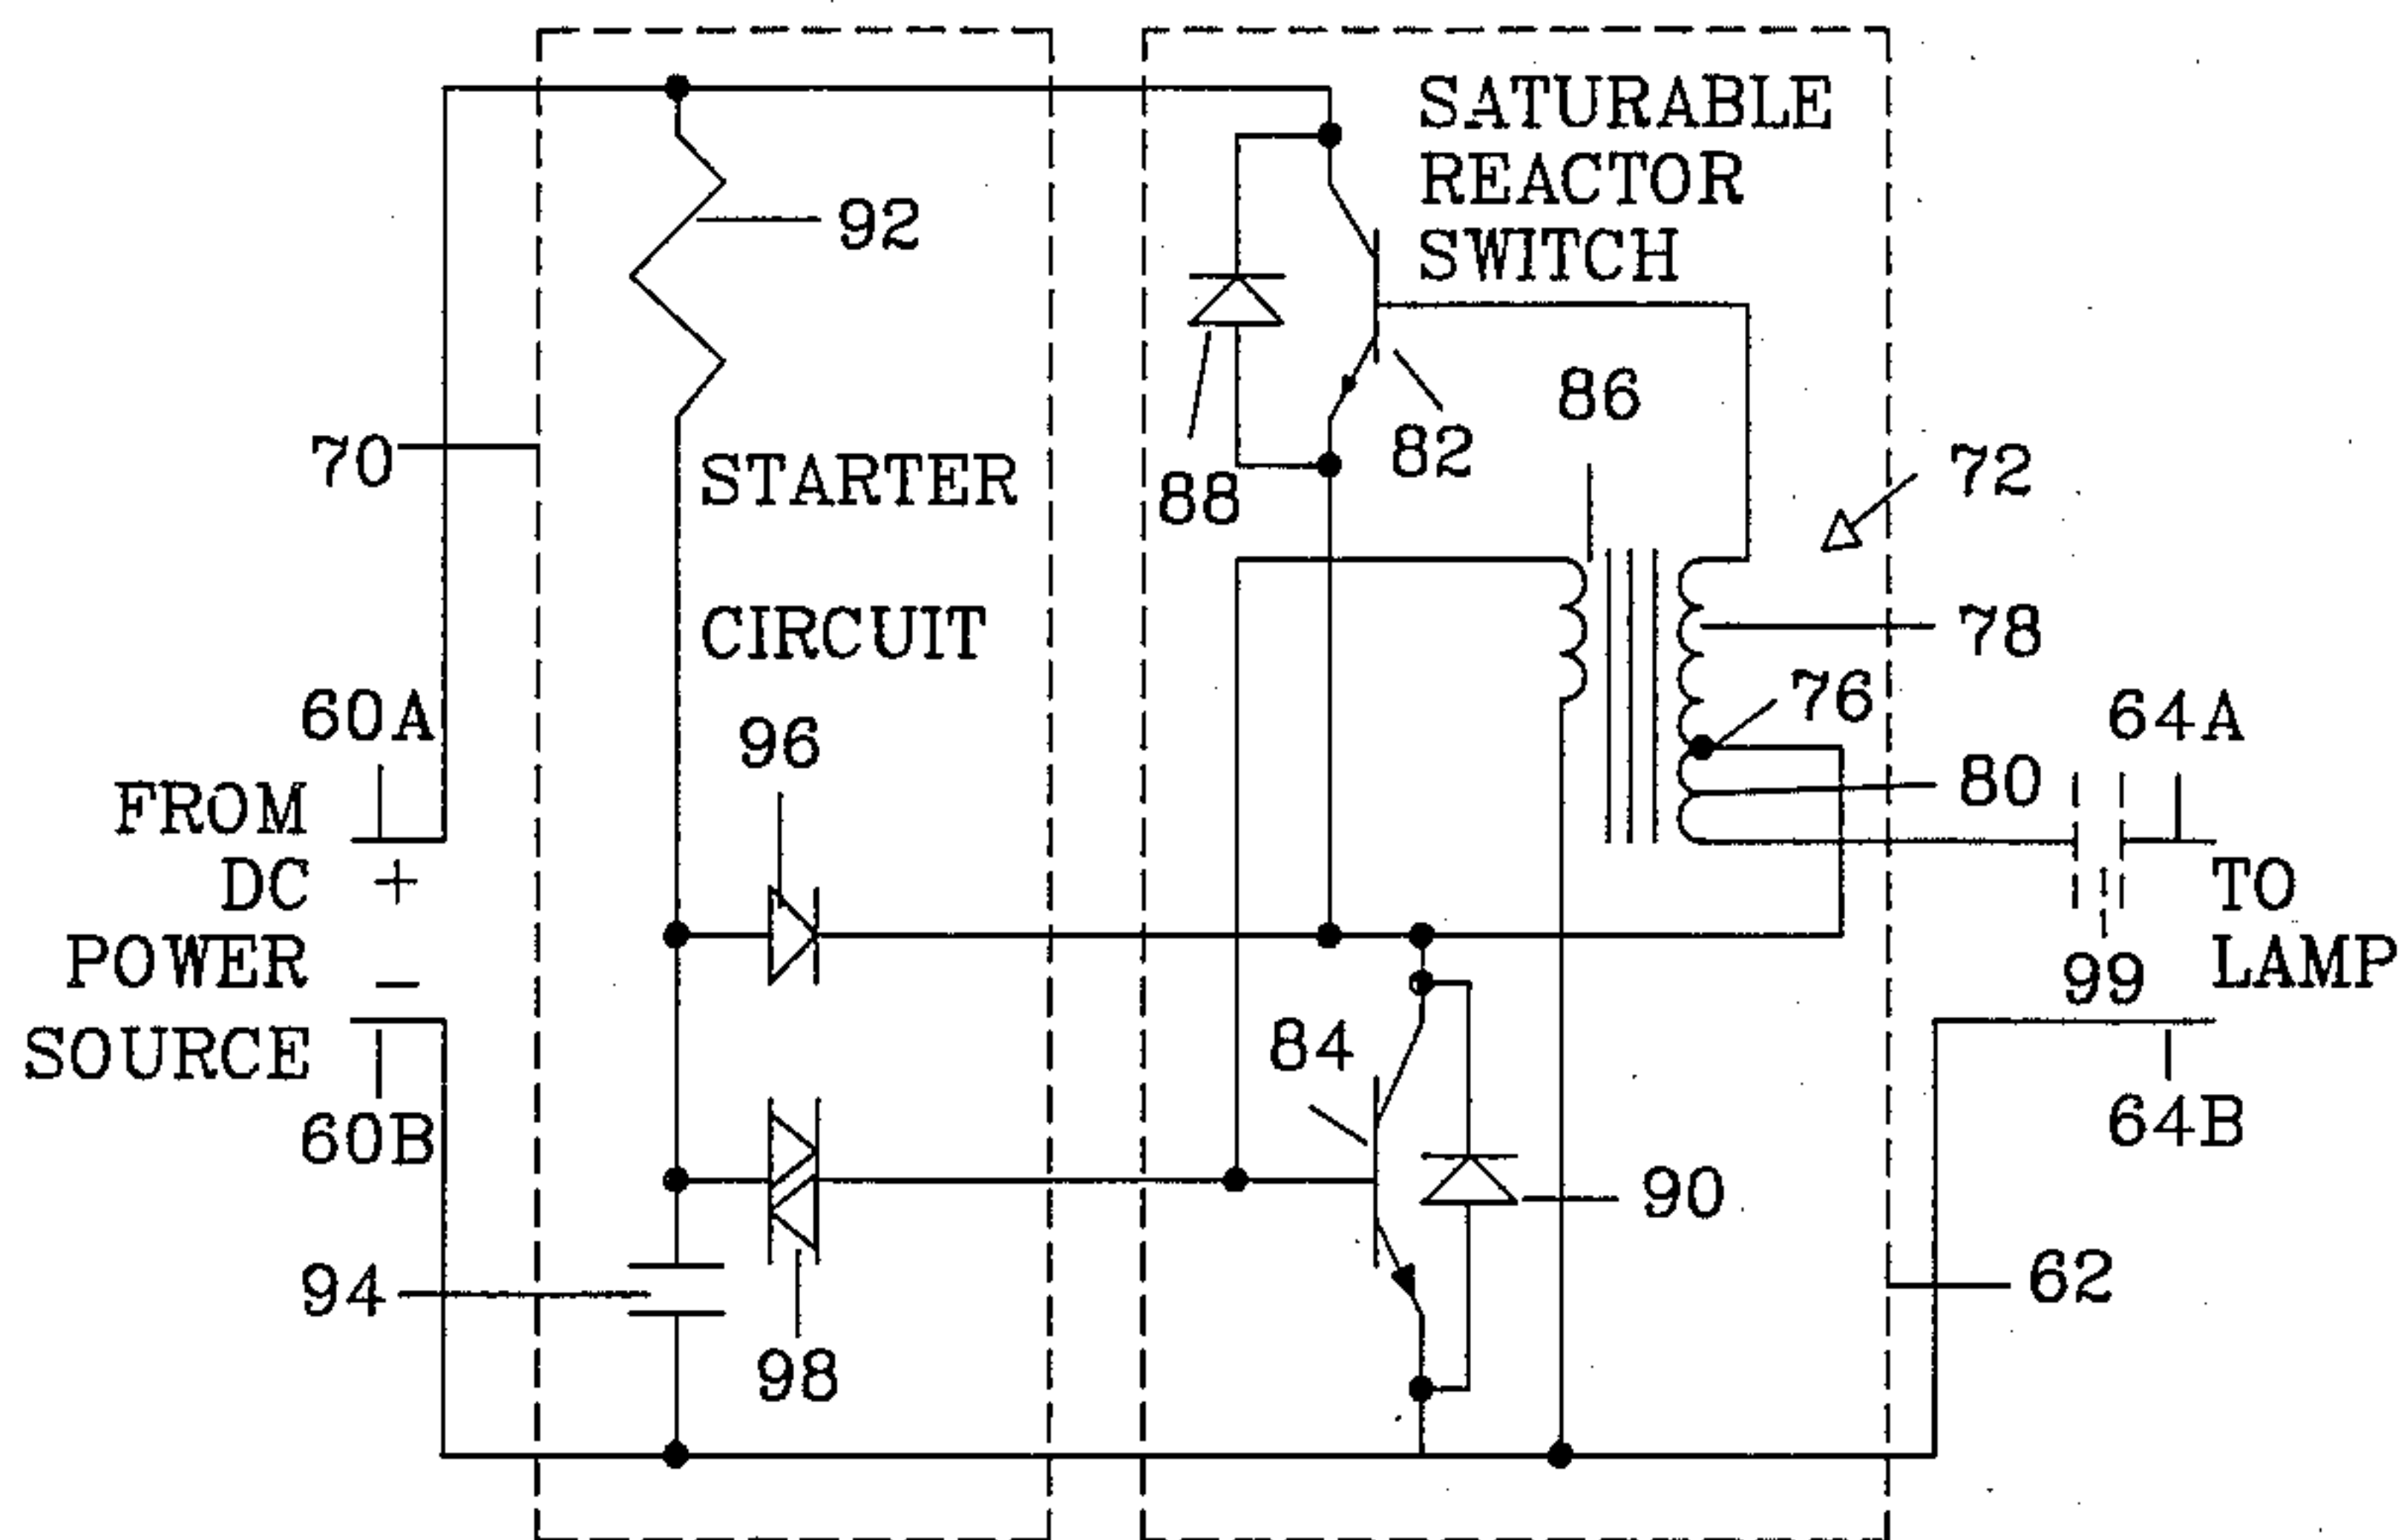 SATURABLE
REACTOR
SWITCH
92
86
82
70
72
STARTER
88
CIRCUIT
78
76
60A
64A
96
80
FROM
DC +
POWER −
SOURCE
TO
LAMP
99
84
60B
64B
90
94
62
98